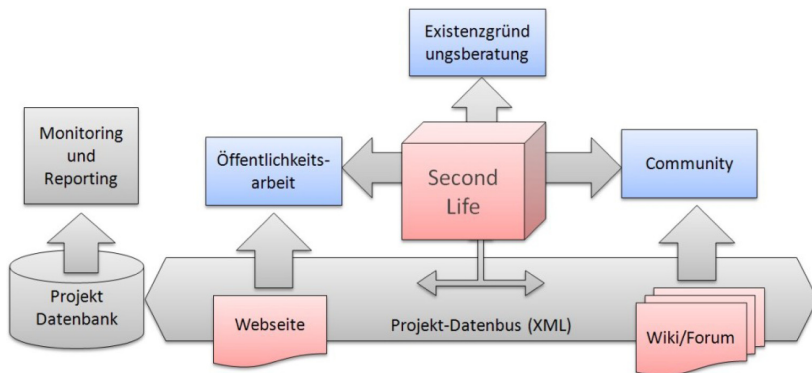 Existenzgründ
ungsberatung
Monitoring
und
Reporting
Öffentlichkeits-
arbeit
Second
Life
Community
Projekt
Datenbank
Webseite
Projekt-Datenbus (XML)
Wiki/Forum